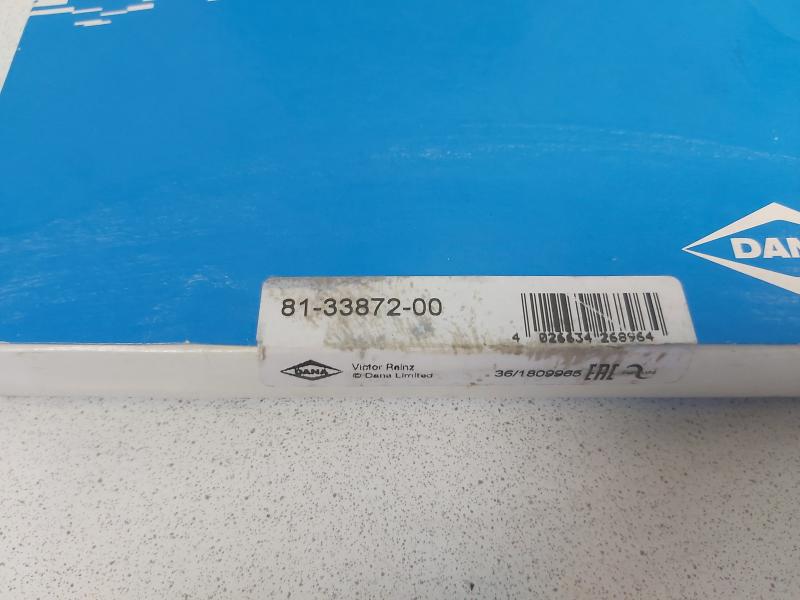 DAN
81-33872-00
4 026634 268964
DANA
Victor Reinz
© Dana Limited
36/1809965 EAC